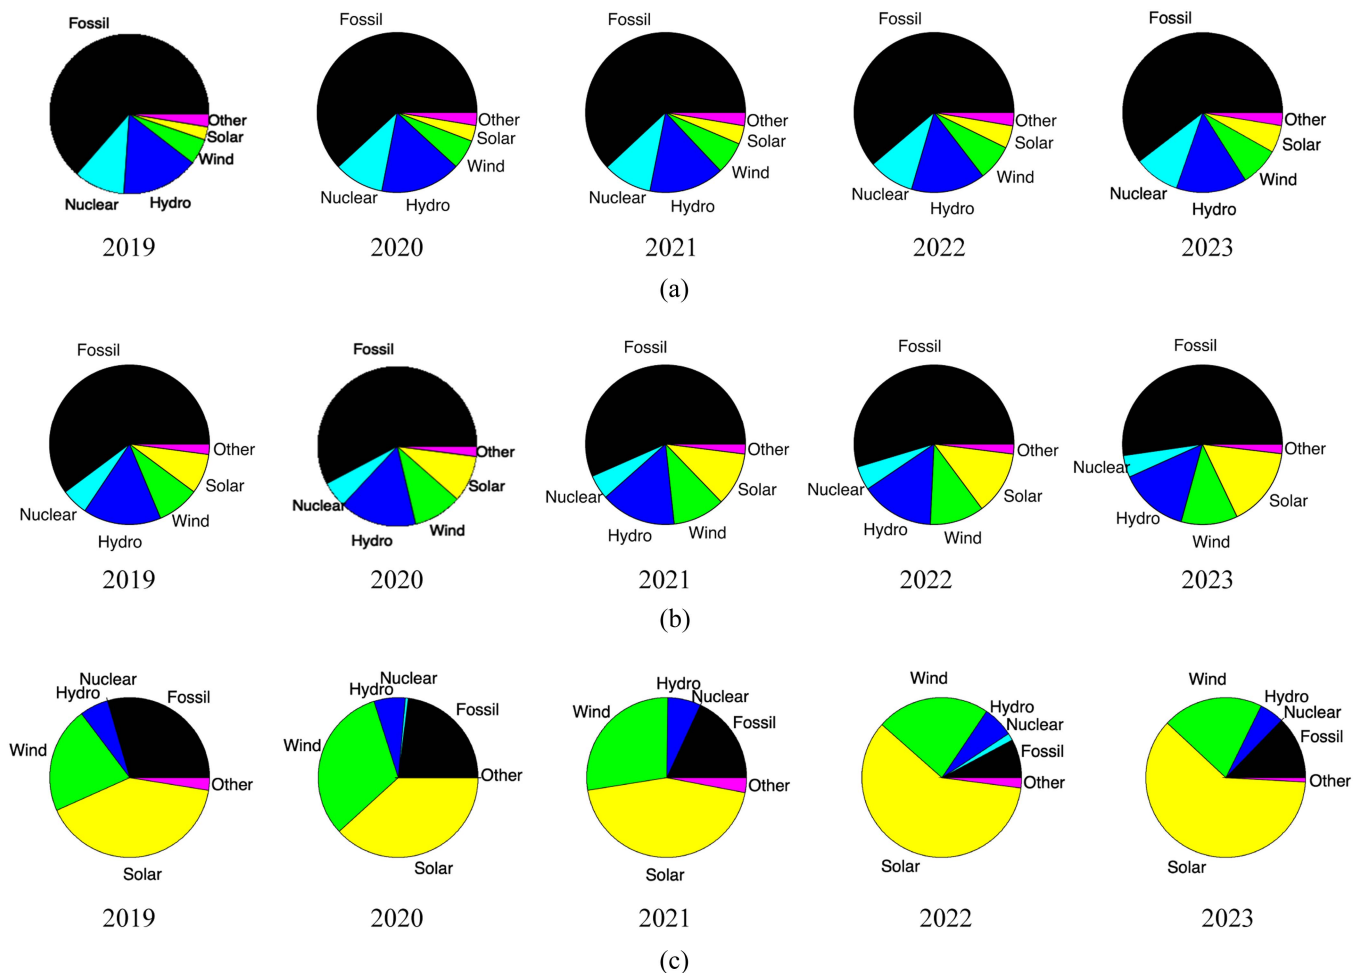 Fossil Fossil Fossil Fossil Fossil
Other Other Other Other Other
Solar Solar Solar Solar Solar
Wind Wind Wind Wind Wind
Nuclear Hydro Nuclear Hydro Nuclear Hydro Nuclear Hydro Nuclear Hydro
2019 2020 2021 2022 2023
(a)
Fossil Fossil Fossil Fossil Fossil
Other Other Other Other Other
Solar Solar Solar Solar Solar
Nuclear Hydro Wind Nuclear Hydro Wind Nuclear Hydro Wind Nuclear Hydro Wind Nuclear Hydro Wind
2019 2020 2021 2022 2023
(b)
Nuclear Nuclear Hydro Wind Wind
Hydro Fossil Hydro Fossil Nuclear Hydro Hydro
Wind Wind Wind Fossil Nuclear Nuclear
Fossil Fossil
Other Other Other Other Other
Solar Solar Solar Solar Solar
2019 2020 2021 2022 2023
(c)